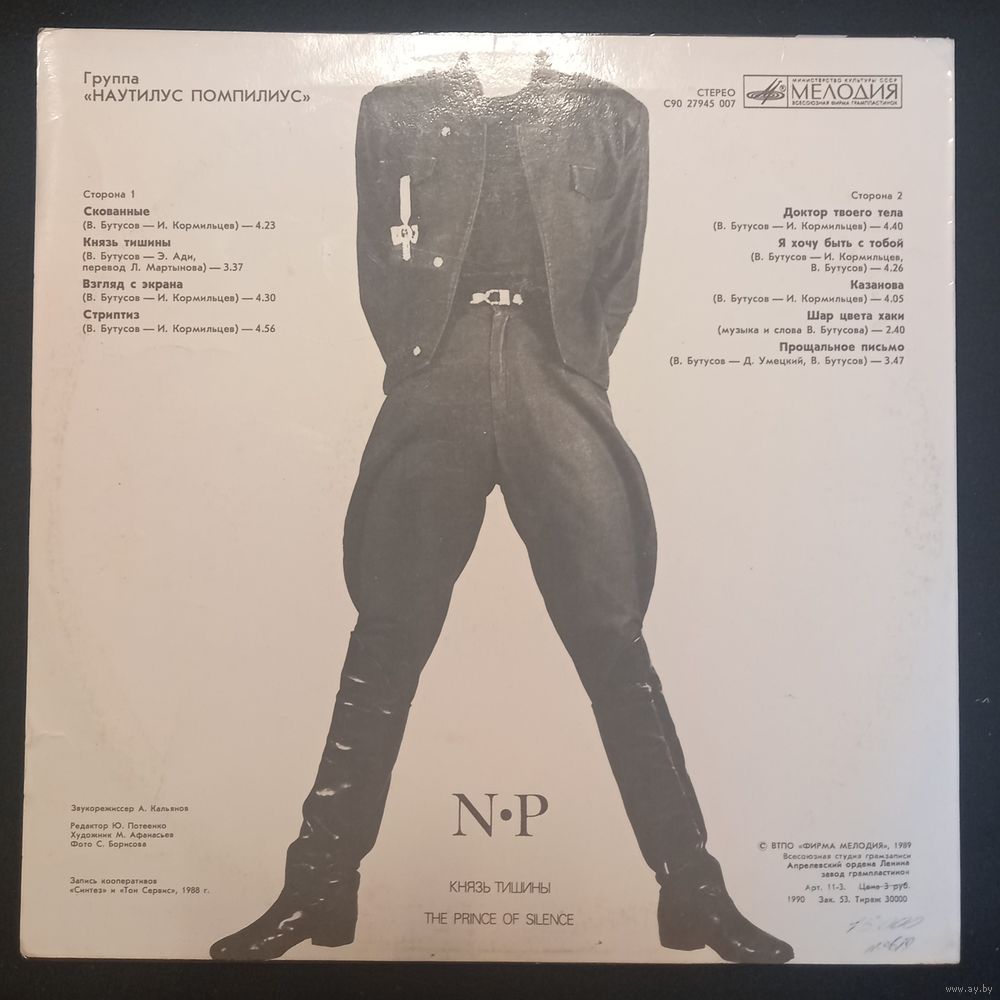 Группа
«НАУТИЛУС ПОМПИЛИУС»
СТЕРЕО
С90 27945 007
МИНИСТЕРСТВО КУЛЬТУРЫ СССР
МЕЛОДИЯ
ВСЕСОЮЗНАЯ ФИРМА ГРАМПЛАСТИНОК
Сторона 1
Скованные
(В. Бутусов — И. Кормильцев) — 4.23
Князь тишины
(В. Бутусов — Э. Ади,
перевод Л. Мартынова) — 3.37
Взгляд с экрана
(В. Бутусов — И. Кормильцев) — 4.30
Стриптиз
(В. Бутусов — И. Кормильцев) — 4.56
Сторона 2
Доктор твоего тела
(В. Бутусов — И. Кормильцев) — 4.40
Я хочу быть с тобой
(В. Бутусов — И. Кормильцев,
В. Бутусов) — 4.26
Казанова
(В. Бутусов — И. Кормильцев) — 4.05
Шар цвета хаки
(музыка и слова В. Бутусова) — 2.40
Прощальное письмо
(В. Бутусов — Д. Умецкий, В. Бутусов) — 3.47
Звукорежиссер А. Кальянов
Редактор Ю. Потеенко
Художник М. Афанасьев
Фото С. Борисова
Запись кооперативов
«Синтез» и «Тон Сервис», 1988 г.
N•P
КНЯЗЬ ТИШИНЫ
THE PRINCE OF SILENCE
© ВТПО «ФИРМА МЕЛОДИЯ», 1989
Всесоюзная студия грамзаписи
Апрелевский ордена Ленина
завод грампластинок
Арт. 11-3. Цена 3 руб.
1990 Зак. 53. Тираж 30000
www.ay.by